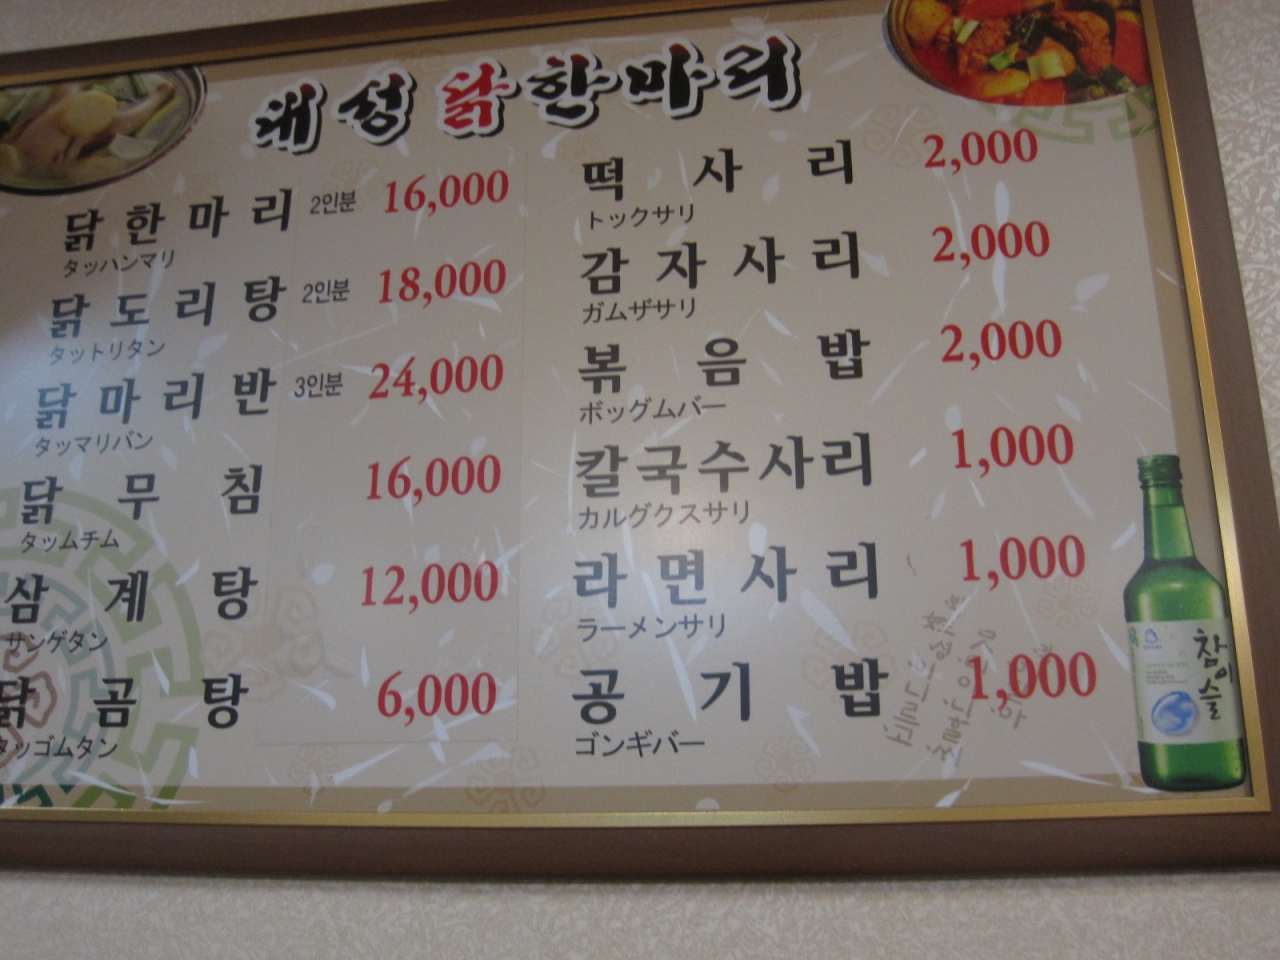 성 닭한마리
닭한마리 2인분 16,000
タッハンマリ
닭도리탕 2인분 18,000
タットリタン
닭마리반 3인분 24,000
タッマリバン
닭무침 16,000
タッムチム
삼계탕 12,000
サンゲタン
닭곰탕 6,000
タッゴムタン
떡사리 2,000
トックサリ
감자사리 2,000
ガムザサリ
볶음밥 2,000
ボッグムバー
칼국수사리 1,000
カルグクスサリ
라면사리 1,000
ラーメンサリ
공기밥 1,000
ゴンギバー
참이슬